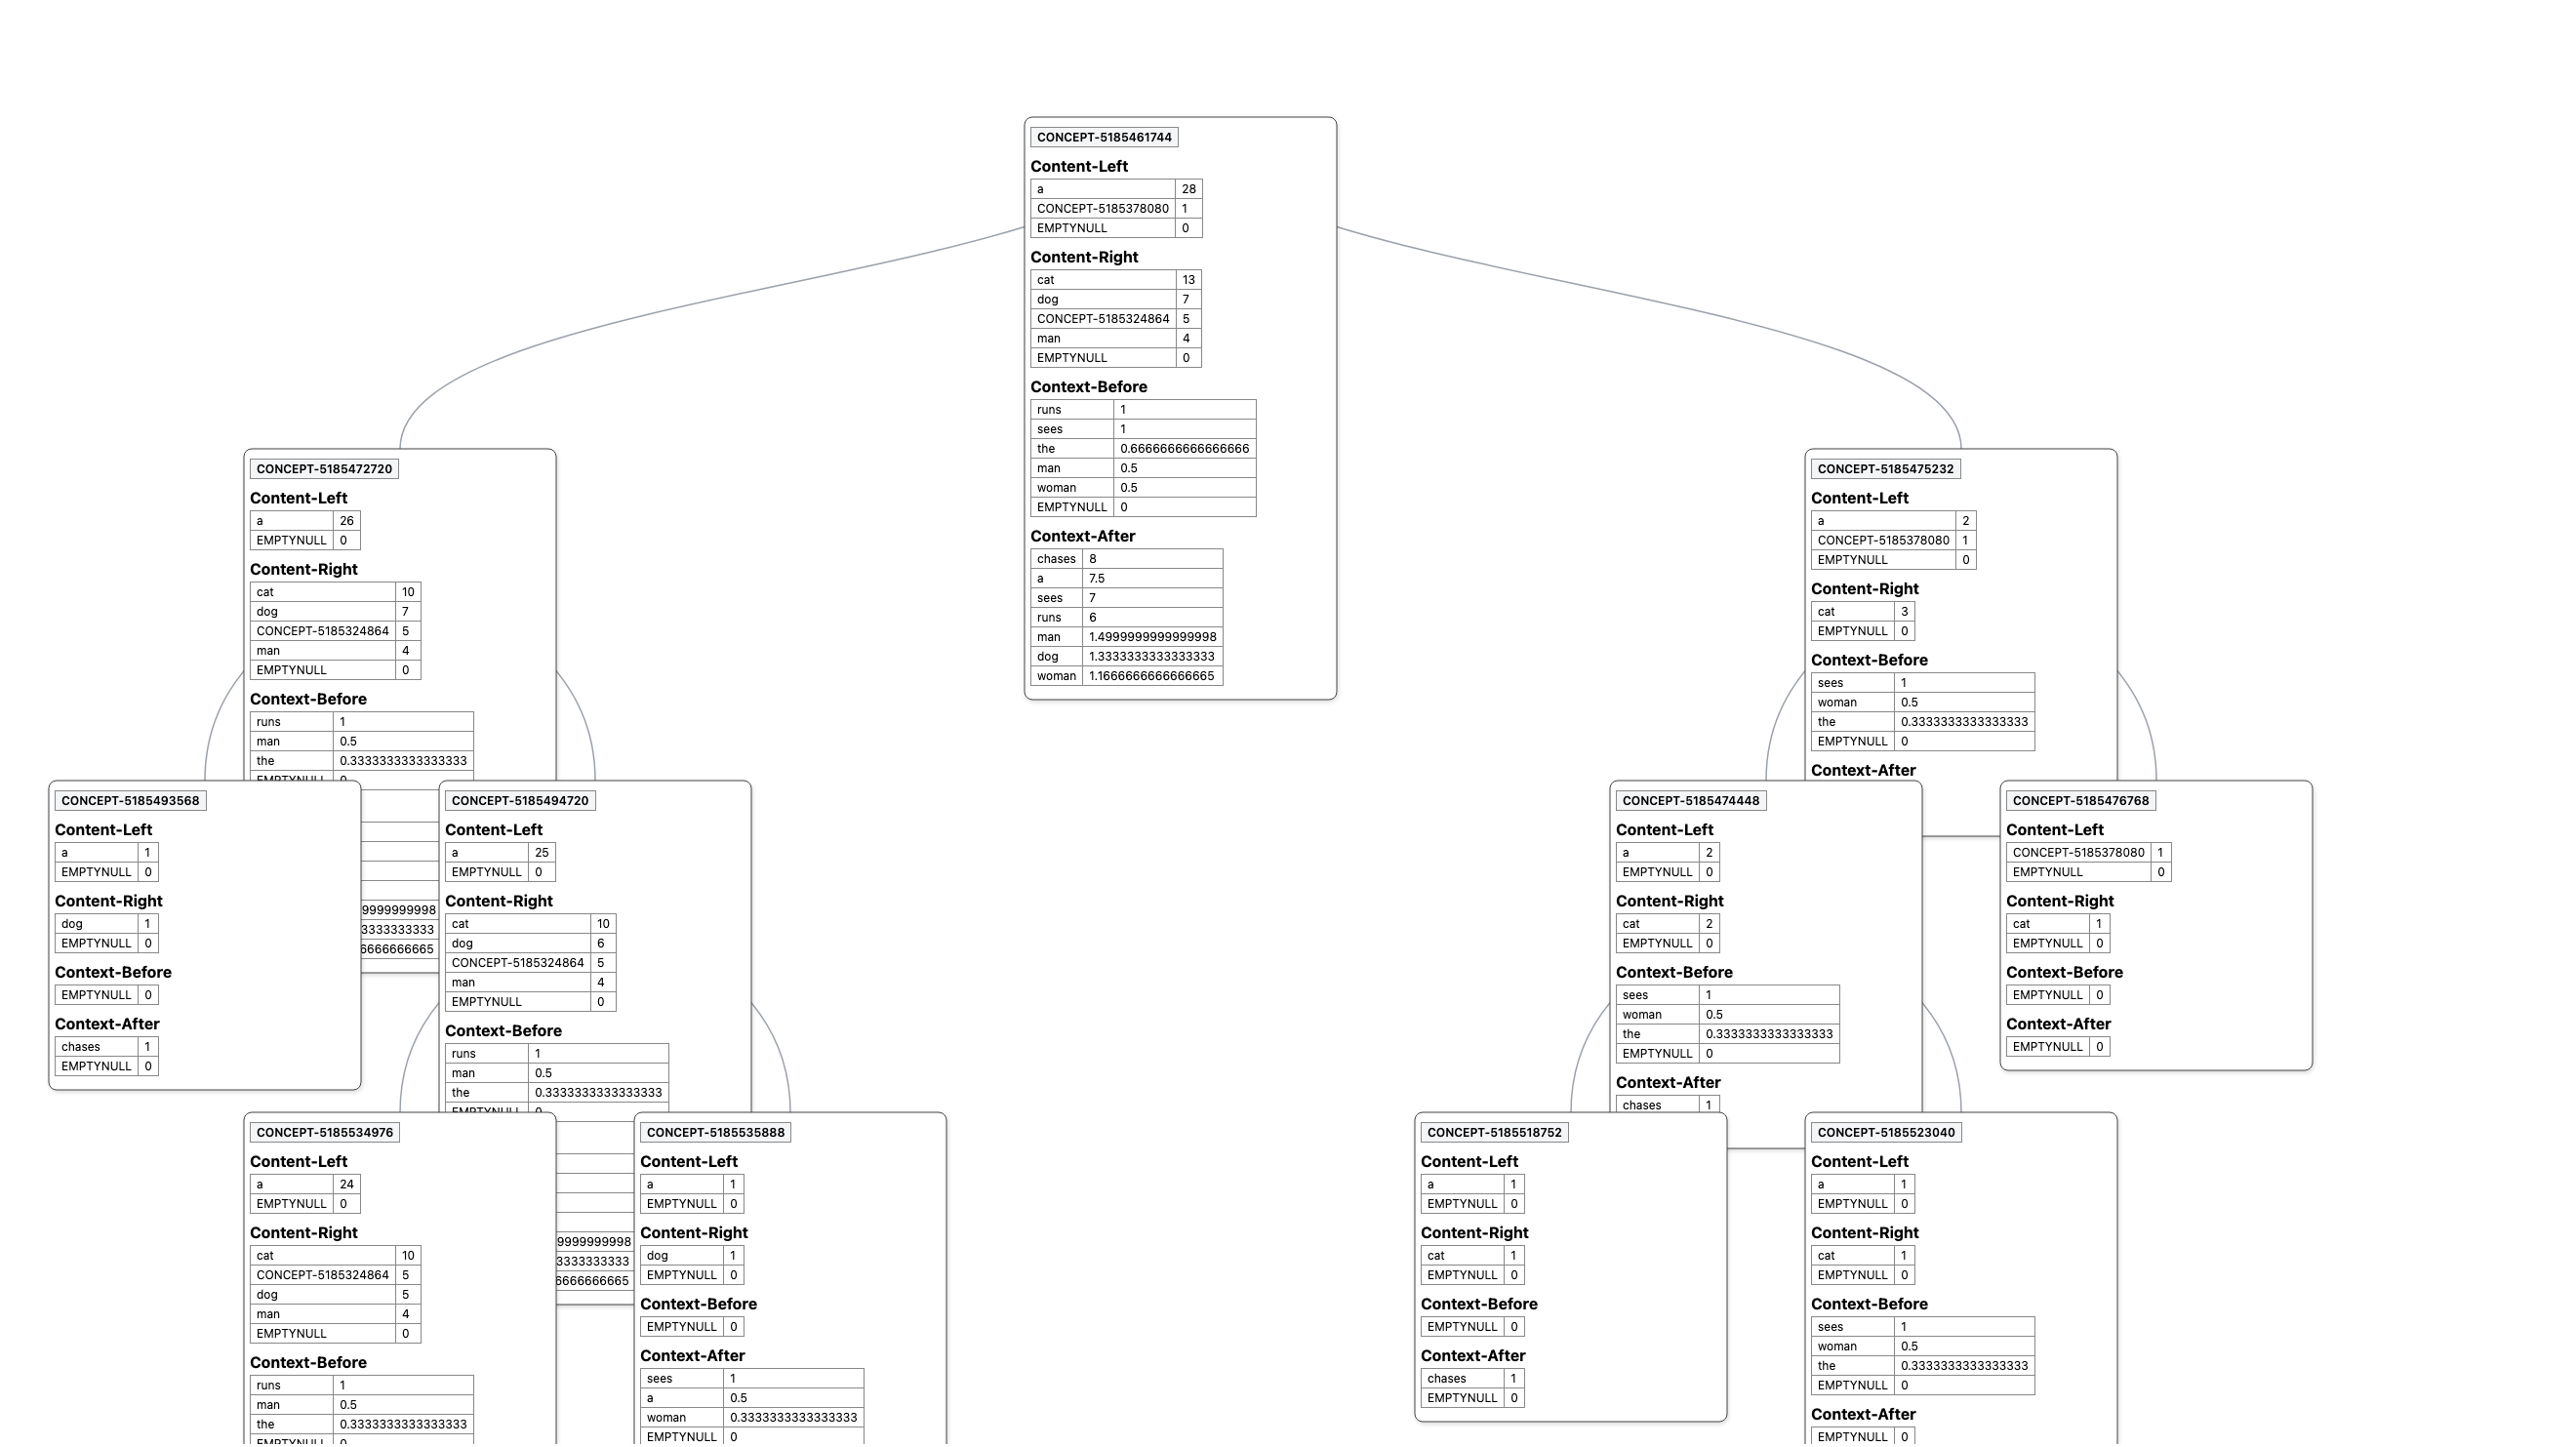 CONCEPT-5185461744
Content-Left
a 28
CONCEPT-5185378080 1
EMPTYNULL 0
Content-Right
cat 13
dog 7
CONCEPT-5185324864 5
man 4
EMPTYNULL 0
Context-Before
runs 1
sees 1
the 0.6666666666666666
man 0.5
woman 0.5
EMPTYNULL 0
Context-After
chases 8
a 7.5
sees 7
runs 6
man 1.4999999999999998
dog 1.3333333333333333
woman 1.1666666666666665
CONCEPT-5185472720
Content-Left
a 26
EMPTYNULL 0
Content-Right
cat 10
dog 7
CONCEPT-5185324864 5
man 4
EMPTYNULL 0
Context-Before
runs 1
man 0.5
the 0.3333333333333333
CONCEPT-5185475232
Content-Left
a 2
CONCEPT-5185378080 1
EMPTYNULL 0
Content-Right
cat 3
EMPTYNULL 0
Context-Before
sees 1
woman 0.5
the 0.3333333333333333
EMPTYNULL 0
Context-After
CONCEPT-5185493568
Content-Left
a 1
EMPTYNULL 0
Content-Right
dog 1
EMPTYNULL 0
Context-Before
EMPTYNULL 0
Context-After
chases 1
EMPTYNULL 0
CONCEPT-5185494720
Content-Left
a 25
EMPTYNULL 0
Content-Right
cat 10
dog 6
CONCEPT-5185324864 5
man 4
EMPTYNULL 0
Context-Before
runs 1
man 0.5
the 0.3333333333333333
CONCEPT-5185474448
Content-Left
a 2
EMPTYNULL 0
Content-Right
cat 2
EMPTYNULL 0
Context-Before
sees 1
woman 0.5
the 0.3333333333333333
EMPTYNULL 0
Context-After
chases 1
CONCEPT-5185476768
Content-Left
CONCEPT-5185378080 1
EMPTYNULL 0
Content-Right
cat 1
EMPTYNULL 0
Context-Before
EMPTYNULL 0
Context-After
EMPTYNULL 0
CONCEPT-5185534976
Content-Left
a 24
EMPTYNULL 0
Content-Right
cat 10
CONCEPT-5185324864 5
dog 5
man 4
EMPTYNULL 0
Context-Before
runs 1
man 0.5
the 0.3333333333333333
CONCEPT-5185535888
Content-Left
a 1
EMPTYNULL 0
Content-Right
dog 1
EMPTYNULL 0
Context-Before
EMPTYNULL 0
Context-After
sees 1
a 0.5
woman 0.3333333333333333
EMPTYNULL 0
CONCEPT-5185518752
Content-Left
a 1
EMPTYNULL 0
Content-Right
cat 1
EMPTYNULL 0
Context-Before
EMPTYNULL 0
Context-After
chases 1
EMPTYNULL 0
CONCEPT-5185523040
Content-Left
a 1
EMPTYNULL 0
Content-Right
cat 1
EMPTYNULL 0
Context-Before
sees 1
woman 0.5
the 0.3333333333333333
EMPTYNULL 0
Context-After
EMPTYNULL 0